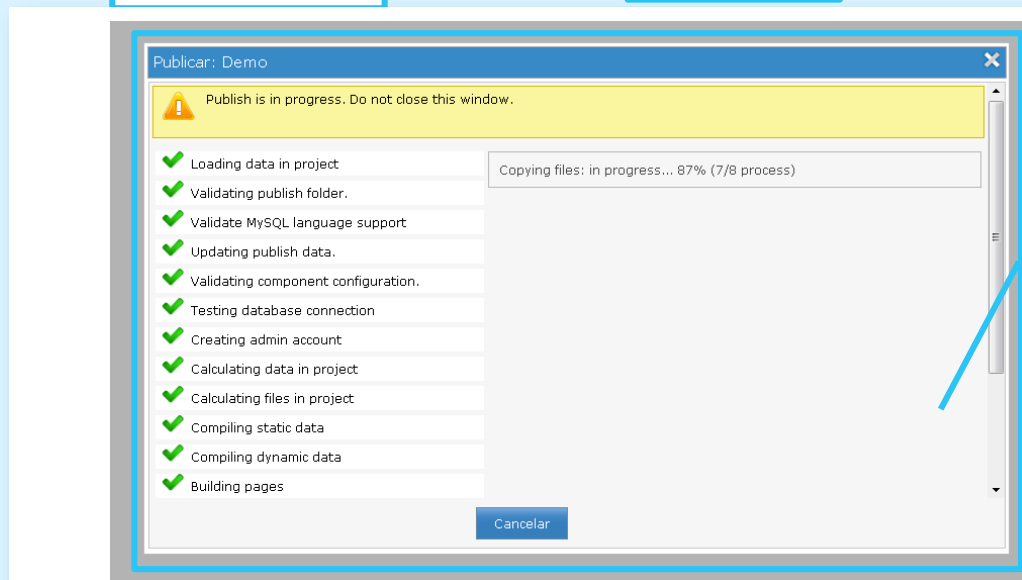 Publicar: Demo
Publish is in progress. Do not close this window.
Loading data in project
Validating publish folder.
Validate MySQL language support
Updating publish data.
Validating component configuration.
Testing database connection
Creating admin account
Calculating data in project
Calculating files in project
Compiling static data
Compiling dynamic data
Building pages
Copying files: in progress... 87% (7/8 process)
Cancelar